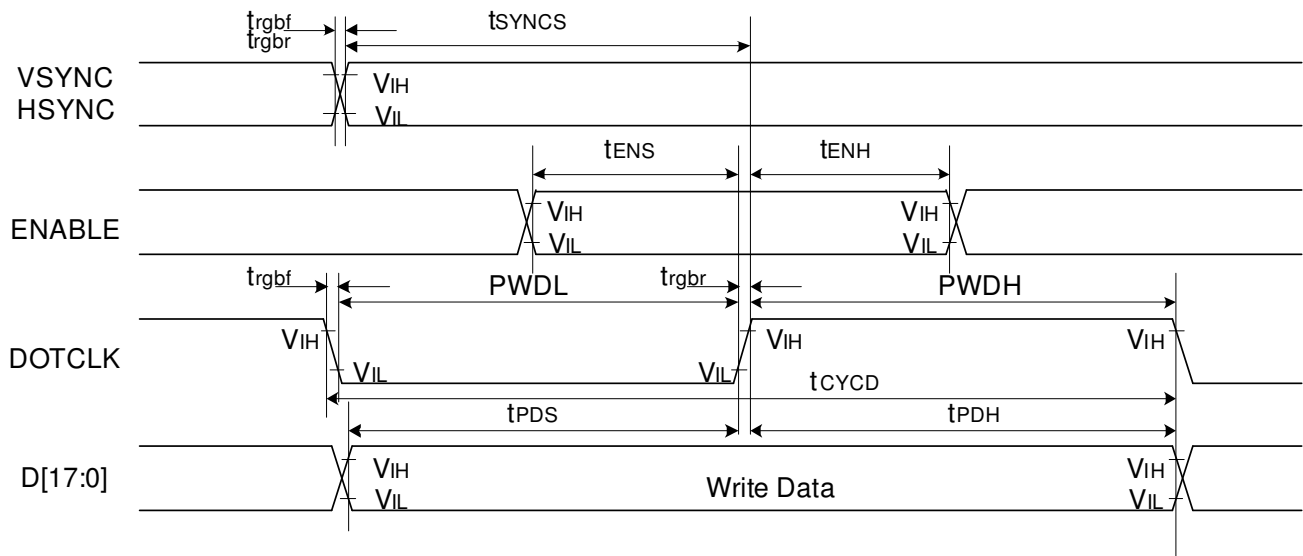 trgbf
trgbr
tSYNCS
VSYNC
HSYNC
VIH
VIL
tENS
tENH
ENABLE
VIH
VIL
VIH
VIL
trgbf
PWDL
trgbr
PWDH
DOTCLK
VIH
VIL
VIL
VIH
VIH
tCYCD
tPDS
tPDH
D[17:0]
VIH
VIL
Write Data
VIH
VIL